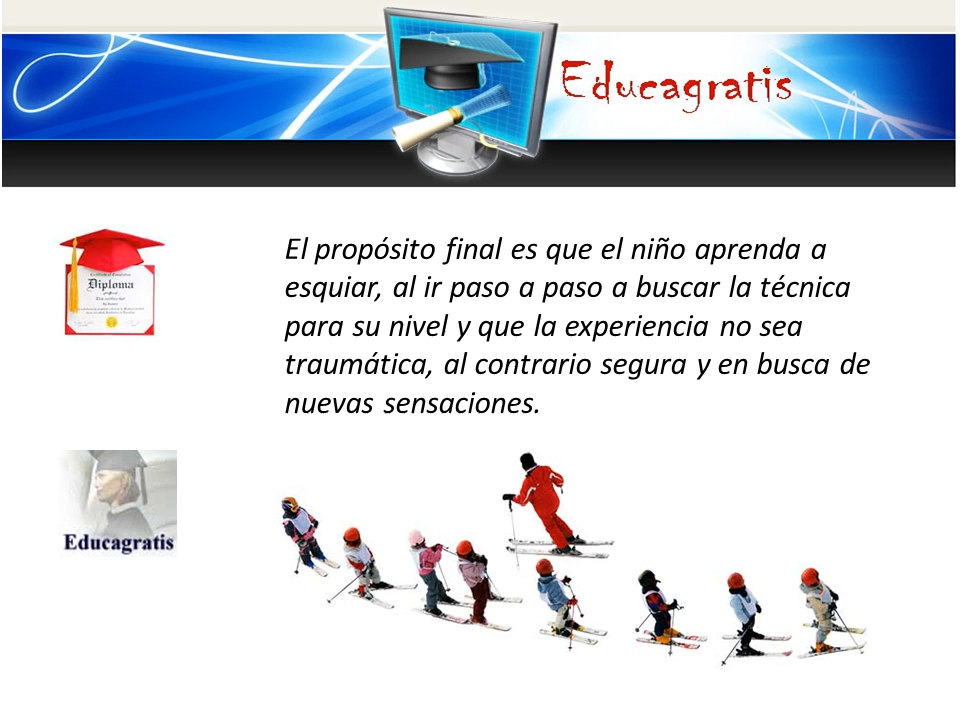 Educagratis
Diploma
El propósito final es que el niño aprenda a
esquiar, al ir paso a paso a buscar la técnica
para su nivel y que la experiencia no sea
traumática, al contrario segura y en busca de
nuevas sensaciones.
Educagratis